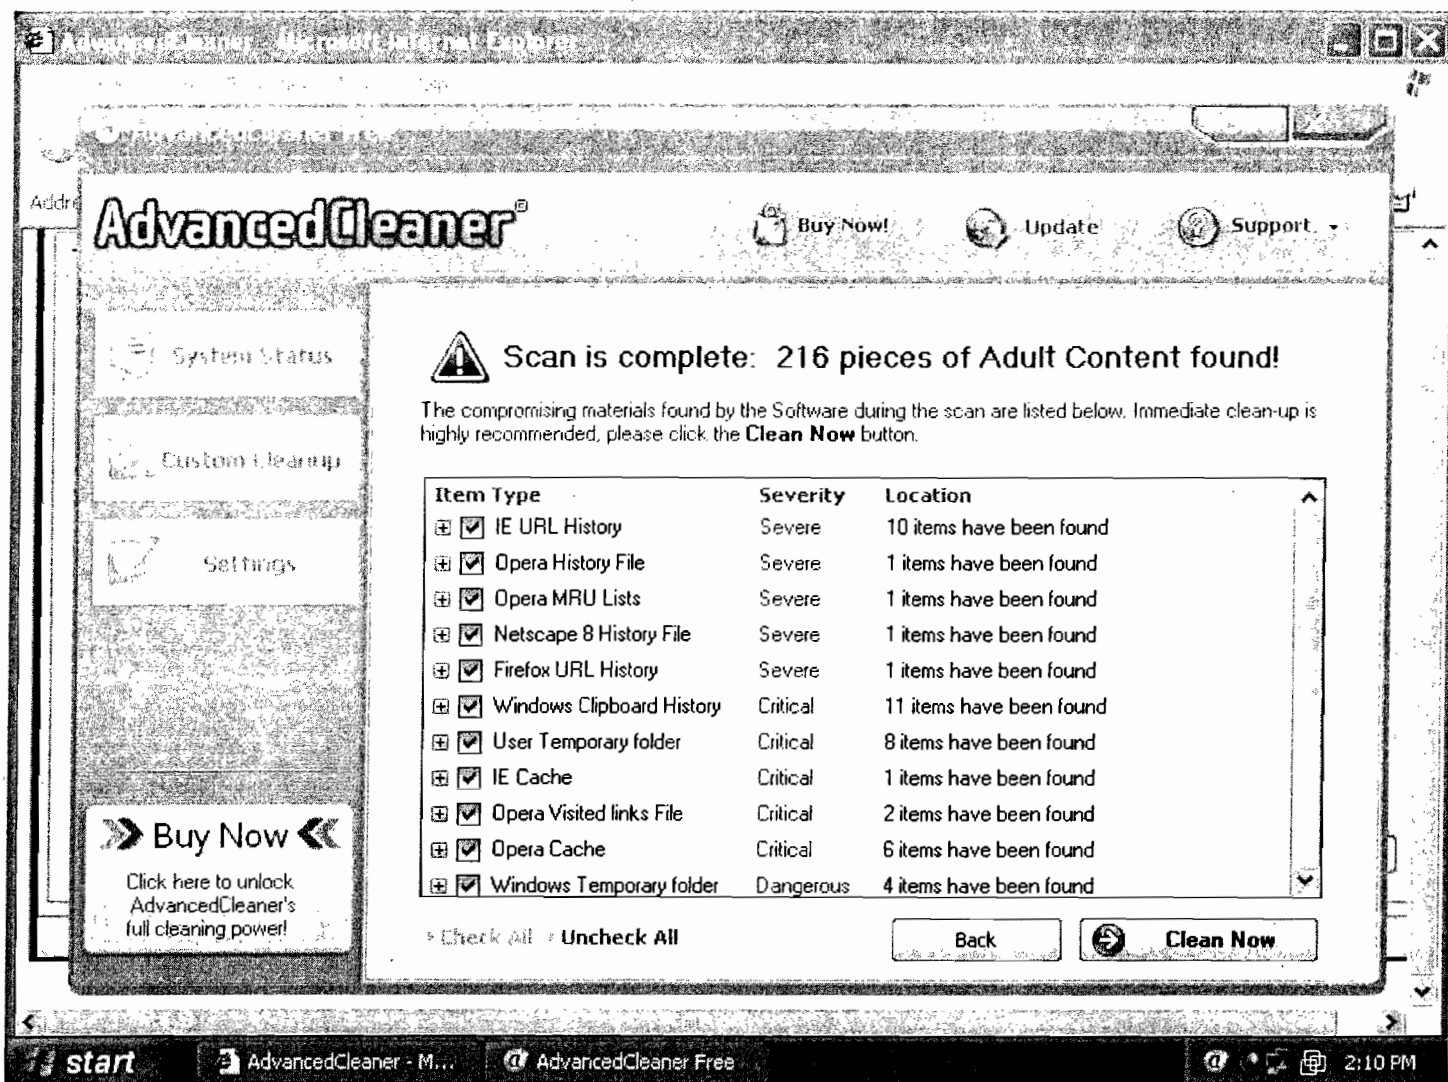 AdvancedCleaner - Microsoft Internet Explorer
AdvancedCleaner Free
Addre
AdvancedCleaner®
Buy Now!
Update
Support
System Status
Custom Cleanup
Settings
Scan is complete: 216 pieces of Adult Content found!
The compromising materials found by the Software during the scan are listed below. Immediate clean-up is
highly recommended, please click the Clean Now button.
Item Type Severity Location
IE URL History Severe 10 items have been found
Opera History File Severe 1 items have been found
Opera MRU Lists Severe 1 items have been found
Netscape 8 History File Severe 1 items have been found
Firefox URL History Severe 1 items have been found
Windows Clipboard History Critical 11 items have been found
User Temporary folder Critical 8 items have been found
IE Cache Critical 1 items have been found
Opera Visited links File Critical 2 items have been found
Opera Cache Critical 6 items have been found
Windows Temporary folder Dangerous 4 items have been found
Buy Now
Click here to unlock
AdvancedCleaner's
full cleaning power!
Check All Uncheck All
Back
Clean Now
start
AdvancedCleaner - M...
AdvancedCleaner Free
2:10 PM